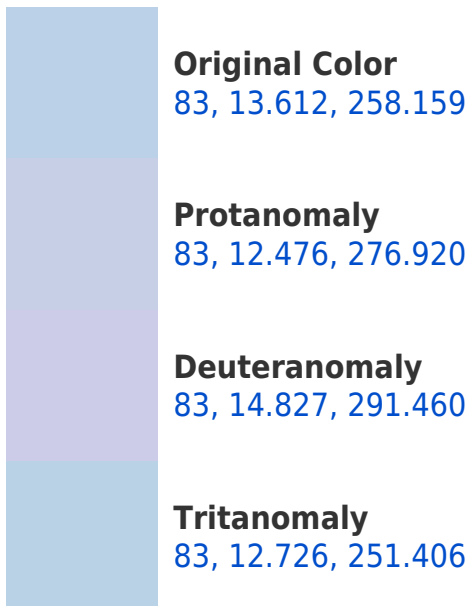 Original Color
83, 13.612, 258.159
Protanomaly
83, 12.476, 276.920
Deuteranomaly
83, 14.827, 291.460
Tritanomaly
83, 12.726, 251.406